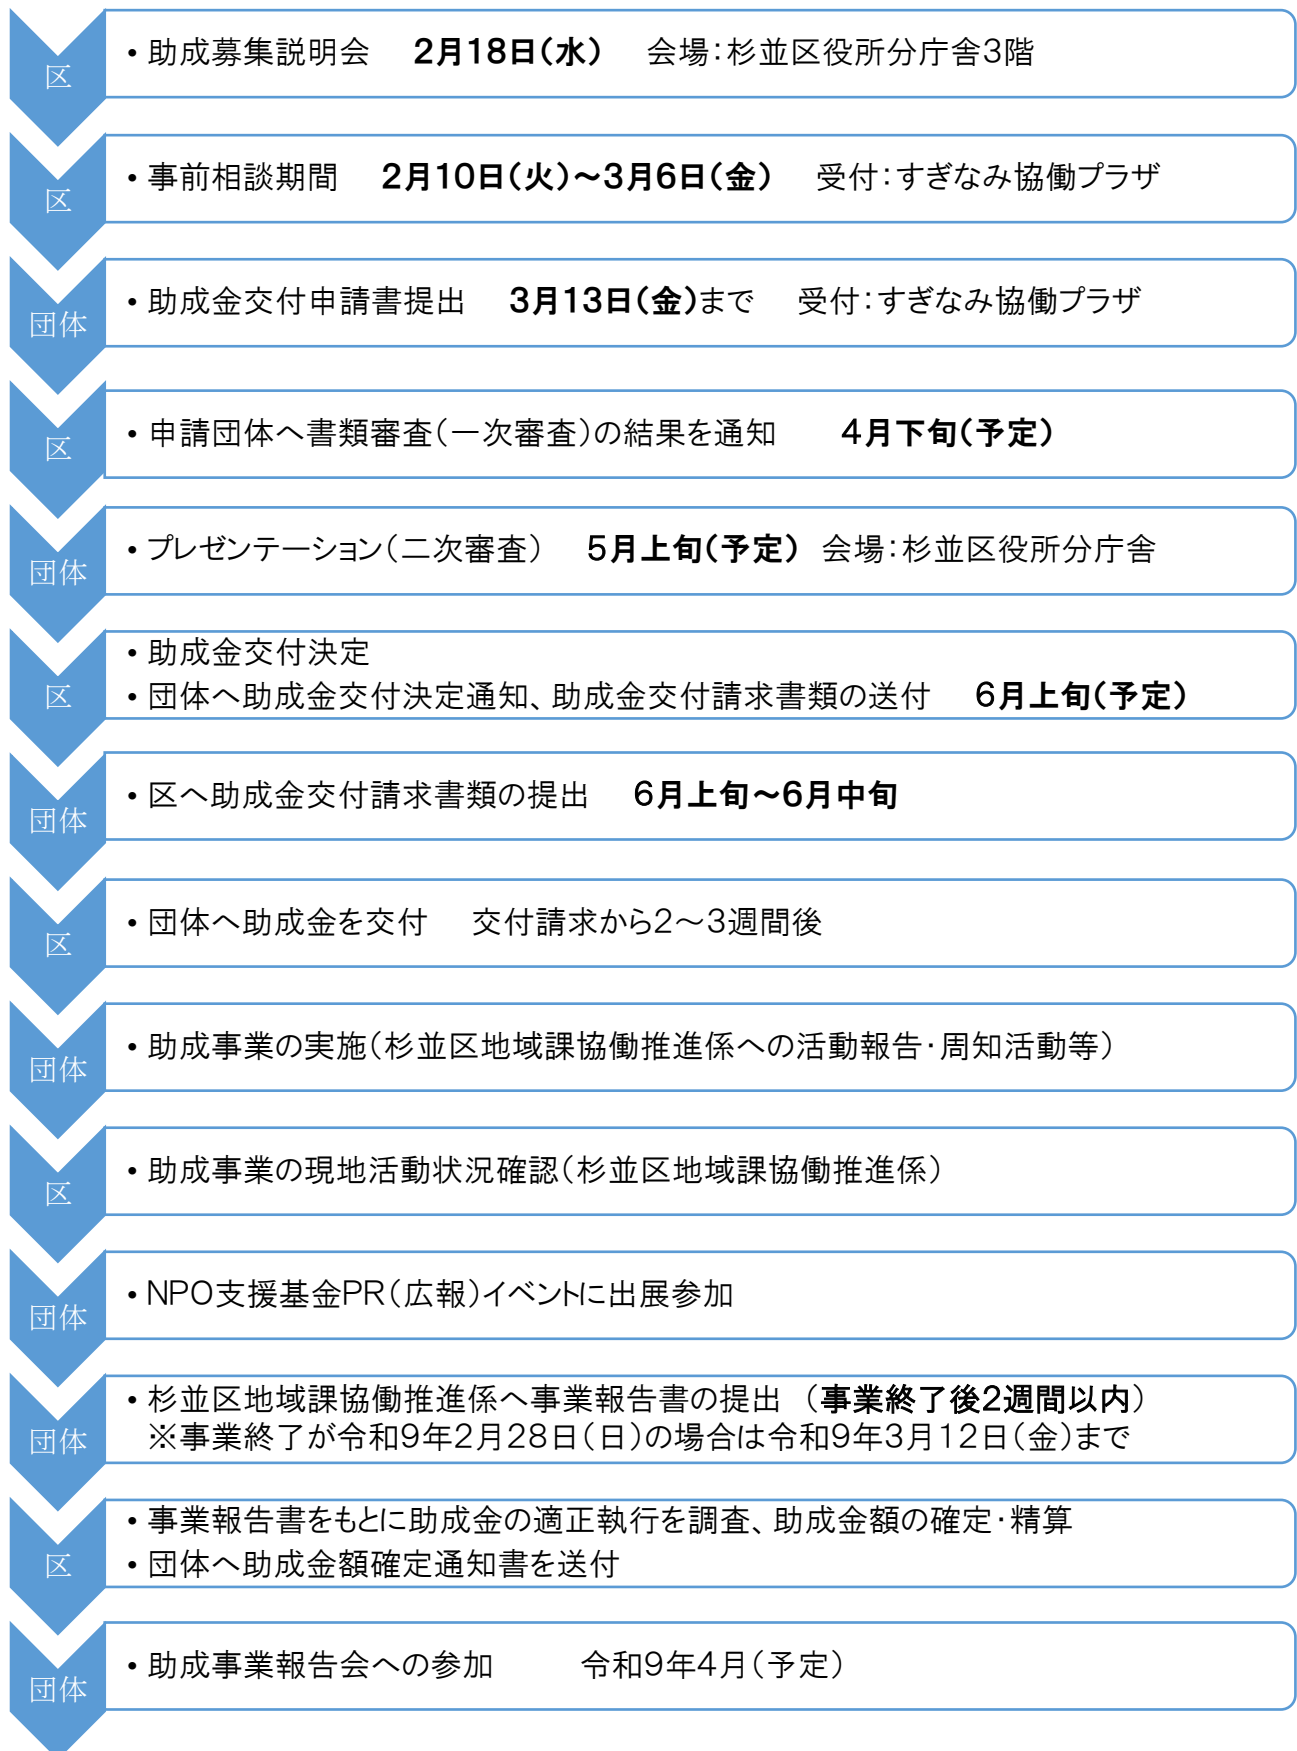 区
・助成募集説明会　2月18日(水)　会場：杉並区役所分庁舎3階
区
・事前相談期間　2月10日(火)～3月6日(金)　受付：すぎなみ協働プラザ
団体
・助成金交付申請書提出　3月13日(金)まで　受付：すぎなみ協働プラザ
区
・申請団体へ書類審査(一次審査)の結果を通知　4月下旬(予定)
団体
・プレゼンテーション(二次審査)　5月上旬(予定)　会場：杉並区役所分庁舎
区
・助成金交付決定
・団体へ助成金交付決定通知、助成金交付請求書類の送付　6月上旬(予定)
団体
・区へ助成金交付請求書類の提出　6月上旬～6月中旬
区
・団体へ助成金を交付　交付請求から2～3週間後
団体
・助成事業の実施(杉並区地域課協働推進係への活動報告・周知活動等)
区
・助成事業の現地活動状況確認(杉並区地域課協働推進係)
団体
・NPO支援基金PR(広報)イベントに出展参加
団体
・杉並区地域課協働推進係へ事業報告書の提出　(事業終了後2週間以内)
※事業終了が令和9年2月28日(日)の場合は令和9年3月12日(金)まで
区
・事業報告書をもとに助成金の適正執行を調査、助成金額の確定・精算
・団体へ助成金額確定通知書を送付
団体
・助成事業報告会への参加　令和9年4月(予定)